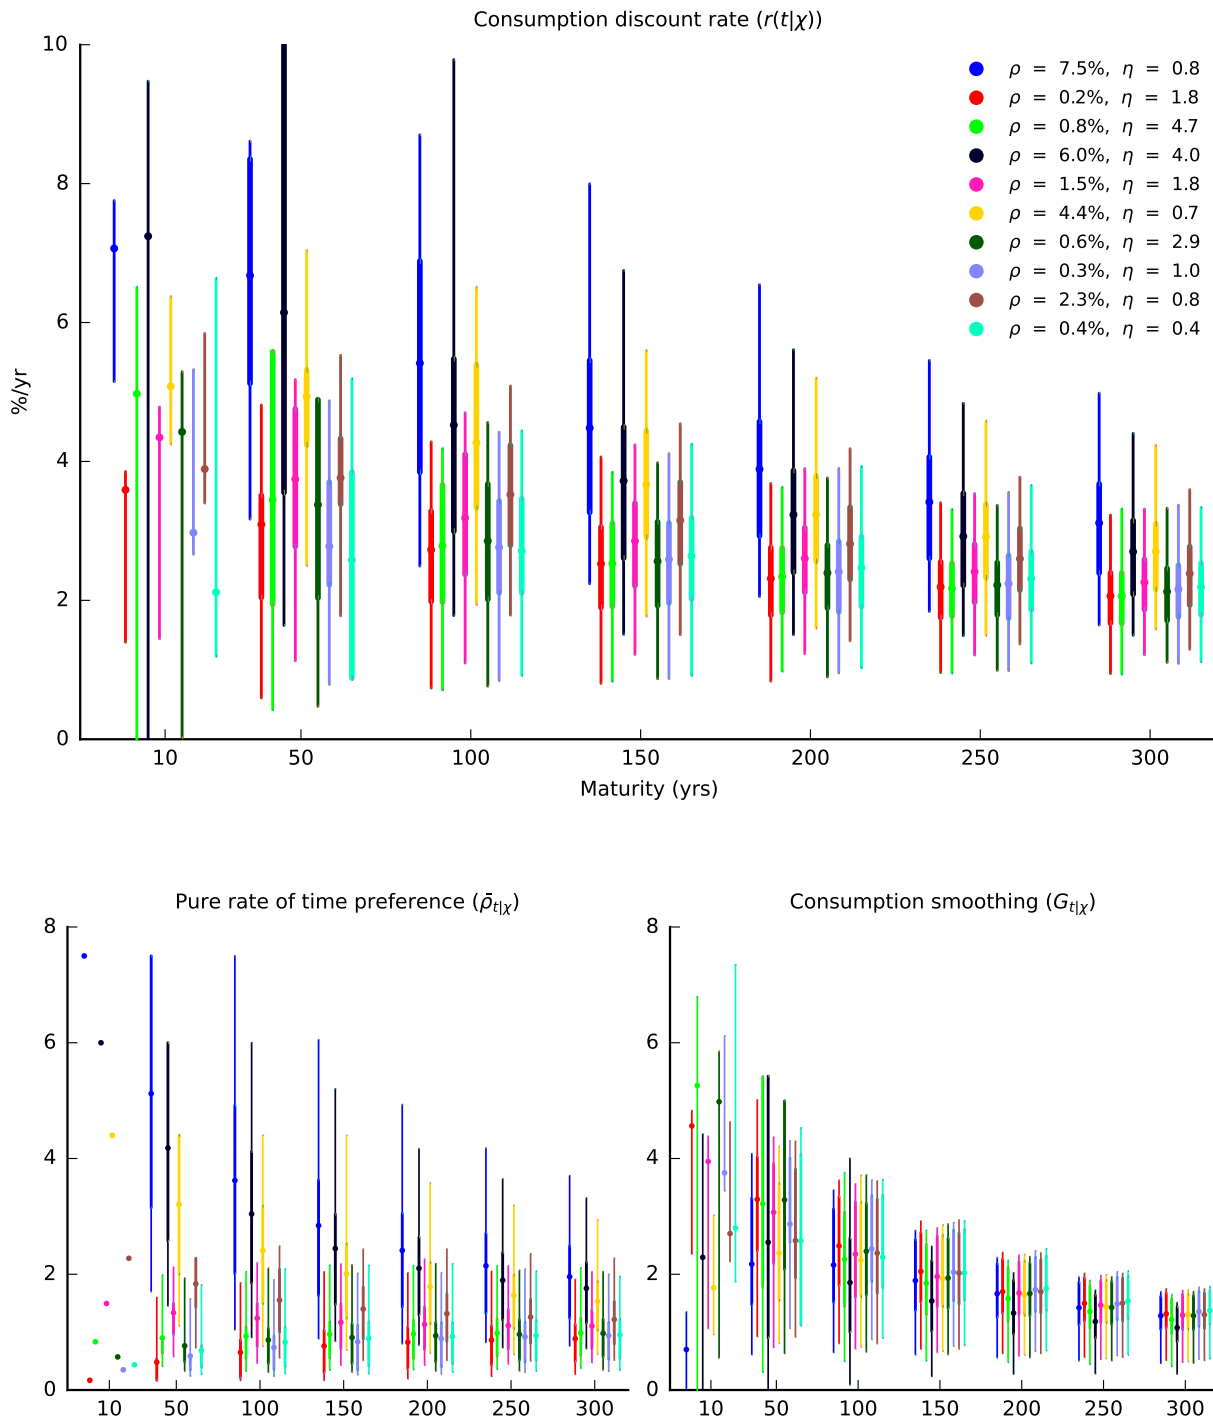 Consumption discount rate (r(t|χ))
10
8
6
4
2
0
%/yr
10 50 100 150 200 250 300
Maturity (yrs)
ρ = 7.5%, η = 0.8
ρ = 0.2%, η = 1.8
ρ = 0.8%, η = 4.7
ρ = 6.0%, η = 4.0
ρ = 1.5%, η = 1.8
ρ = 4.4%, η = 0.7
ρ = 0.6%, η = 2.9
ρ = 0.3%, η = 1.0
ρ = 2.3%, η = 0.8
ρ = 0.4%, η = 0.4
Pure rate of time preference (ρ̄t|χ)
8
6
4
2
0
10 50 100 150 200 250 300
Consumption smoothing (Gt|χ)
8
6
4
2
0
10 50 100 150 200 250 300